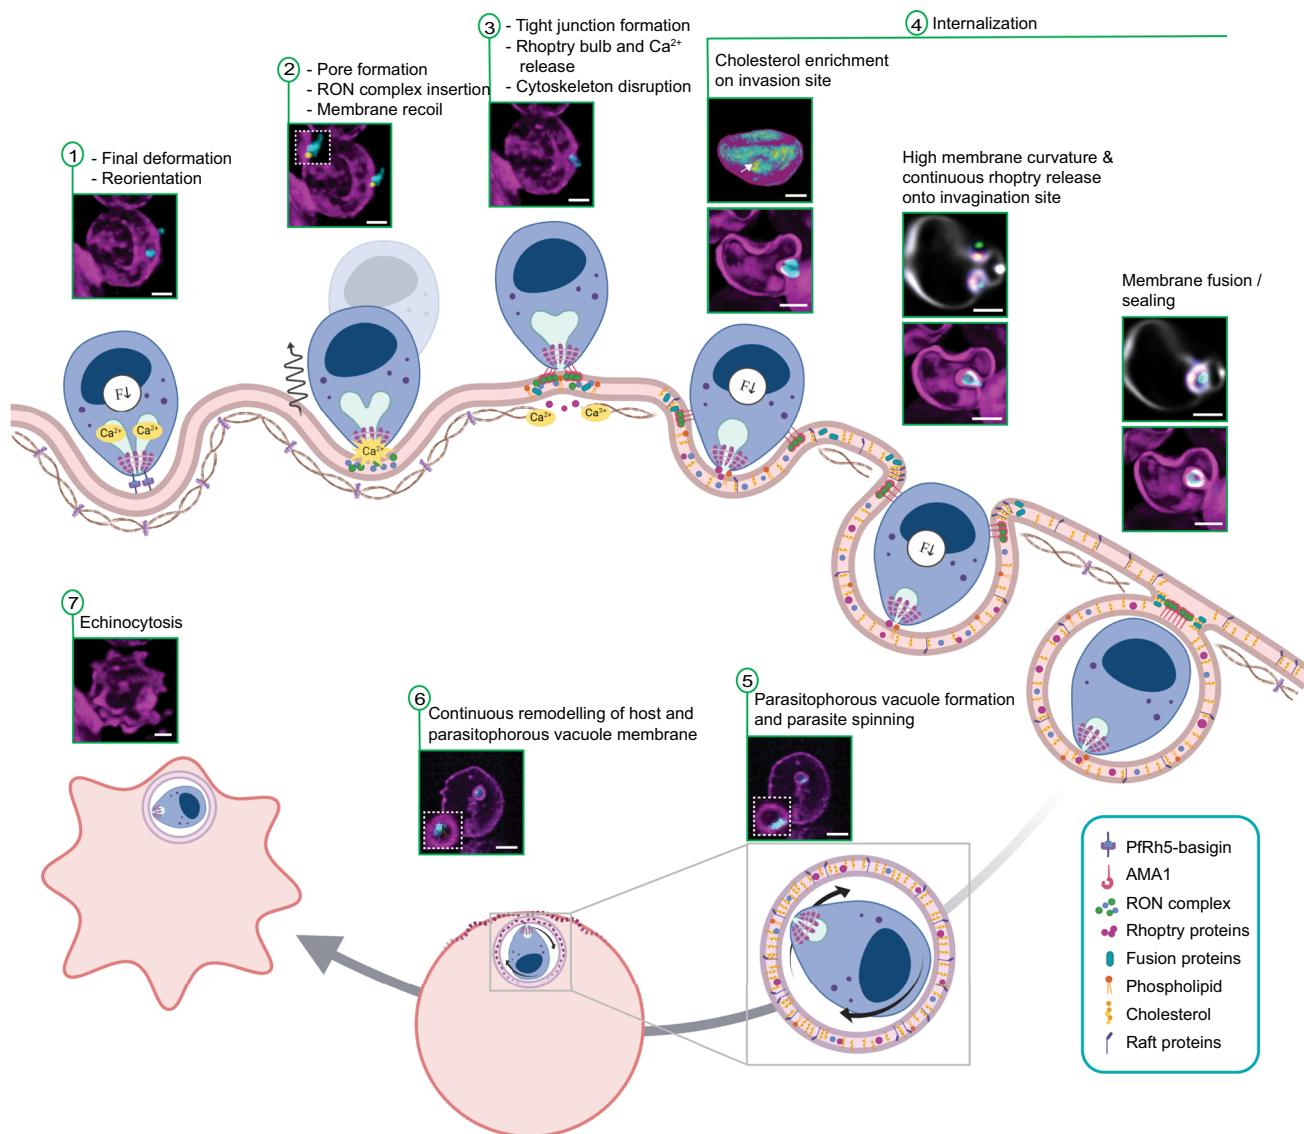 1
- Final deformation
- Reorientation
2
- Pore formation
- RON complex insertion
- Membrane recoil
3
- Tight junction formation
- Rhoptry bulb and Ca²⁺
release
- Cytoskeleton disruption
4
Internalization
Cholesterol enrichment
on invasion site
High membrane curvature &
continuous rhoptry release
onto invagination site
Membrane fusion /
sealing
F↓
Ca²⁺
Ca²⁺
Ca²⁺
Ca²⁺
Ca²⁺
F↓
F↓
5
Parasitophorous vacuole formation
and parasite spinning
6
Continuous remodelling of host and
parasitophorous vacuole membrane
7
Echinocytosis
PfRh5-basigin
AMA1
RON complex
Rhoptry proteins
Fusion proteins
Phospholipid
Cholesterol
Raft proteins